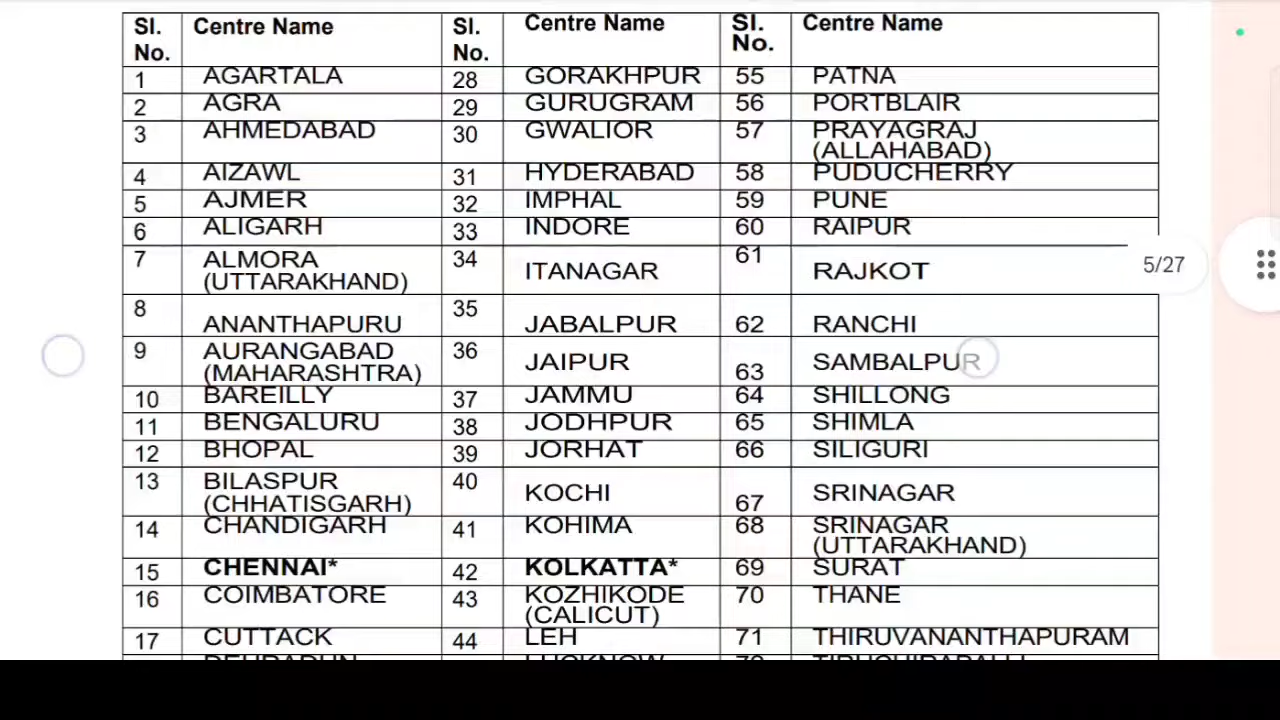 Sl. No. Centre Name Sl. No. Centre Name Sl. No. Centre Name
1 AGARTALA 28 GORAKHPUR 55 PATNA
2 AGRA 29 GURUGRAM 56 PORTBLAIR
3 AHMEDABAD 30 GWALIOR 57 PRAYAGRAJ (ALLAHABAD)
4 AIZAWL 31 HYDERABAD 58 PUDUCHERRY
5 AJMER 32 IMPHAL 59 PUNE
6 ALIGARH 33 INDORE 60 RAIPUR
7 ALMORA (UTTARAKHAND) 34 ITANAGAR 61 RAJKOT
5/27
8 ANANTHAPURU 35 JABALPUR 62 RANCHI
9 AURANGABAD (MAHARASHTRA) 36 JAIPUR 63 SAMBALPUR
10 BAREILLY 37 JAMMU 64 SHILLONG
11 BENGALURU 38 JODHPUR 65 SHIMLA
12 BHOPAL 39 JORHAT 66 SILIGURI
13 BILASPUR (CHHATISGARH) 40 KOCHI 67 SRINAGAR
14 CHANDIGARH 41 KOHIMA 68 SRINAGAR (UTTARAKHAND)
15 CHENNAI* 42 KOLKATTA* 69 SURAT
16 COIMBATORE 43 KOZHIKODE (CALICUT) 70 THANE
17 CUTTACK 44 LEH 71 THIRUVANANTHAPURAM